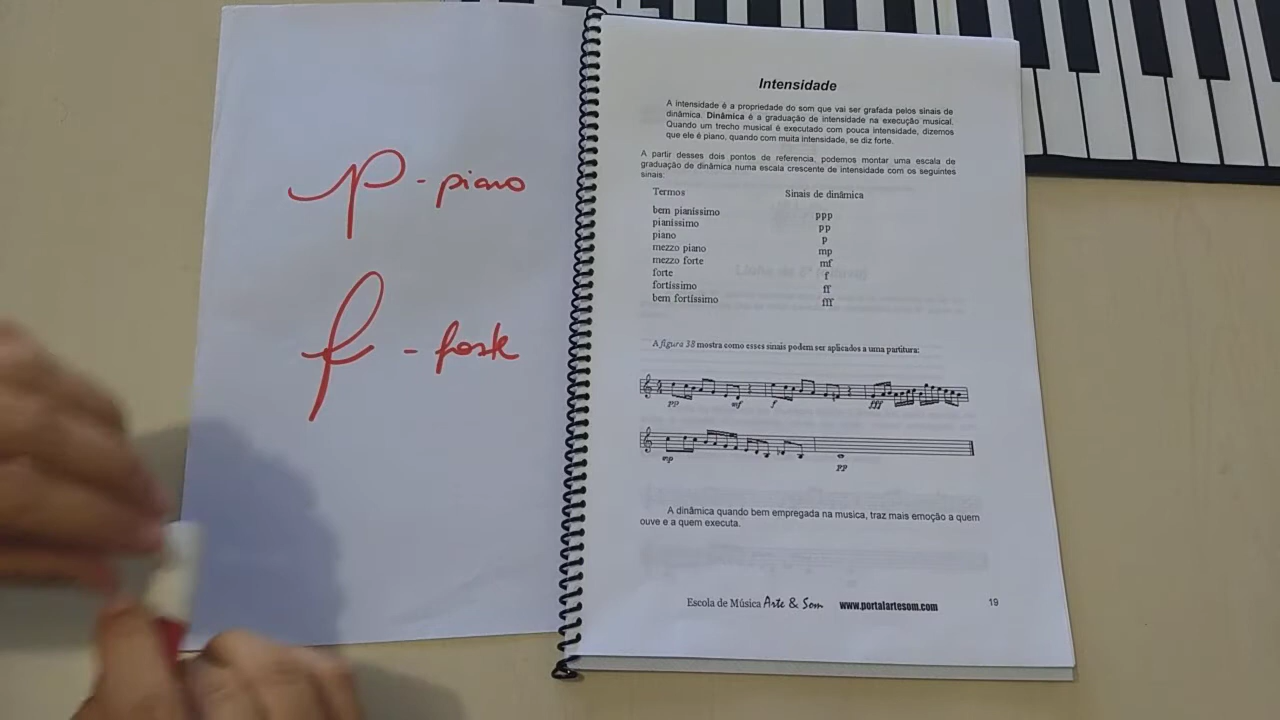 p - piano
f - forte
Intensidade
A intensidade é a propriedade do som que vai ser grafada pelos sinais de
dinâmica. Dinâmica é a graduação de intensidade na execução musical.
Quando um trecho musical é executado com pouca intensidade, dizemos
que ele é piano, quando com muita intensidade, se diz forte.
A partir desses dois pontos de referencia, podemos montar uma escala de
graduação de dinâmica numa escala crescente de intensidade com os seguintes
sinais:
Termos Sinais de dinâmica
bem pianíssimo ppp
pianíssimo pp
piano p
mezzo piano mp
mezzo forte mf
forte f
fortíssimo ff
bem fortíssimo fff
A figura 38 mostra como esses sinais podem ser aplicados a uma partitura:
pp mf f fff
mp pp
A dinâmica quando bem empregada na musica, traz mais emoção a quem
ouve e a quem executa.
Escola de Música Arte & Som www.portalartesom.com 19